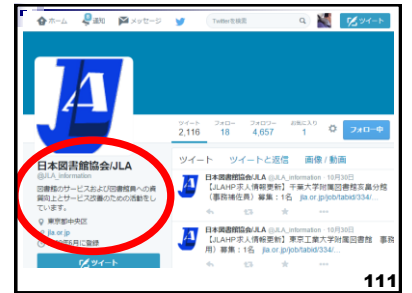 ホーム 通知 メッセージ Twitterを検索 ツイート
JA
ツイート フォロー フォロワー お気に入り
2,116 18 4,657 1 フォロー中
日本図書館協会/JLA
@JLA_information
図書館のサービスおよび図書館員への資
質向上とサービス改善のための活動をし
ています。
東京都中央区
jla.or.jp
年6月に登録
ツイート
ツイート ツイートと返信 画像/動画
日本図書館協会/JLA @JLA_information · 10月30日
【JLAHP求人情報更新】千葉大学附属図書館亥鼻分館
(事務補佐員)募集:1名 jla.or.jp/job/tabid/334/...
日本図書館協会/JLA @JLA_information · 10月30日
【JLAHP求人情報更新】東京工業大学附属図書館 事務
用)募集:1名 jla.or.jp/job/tabid/334/...
111